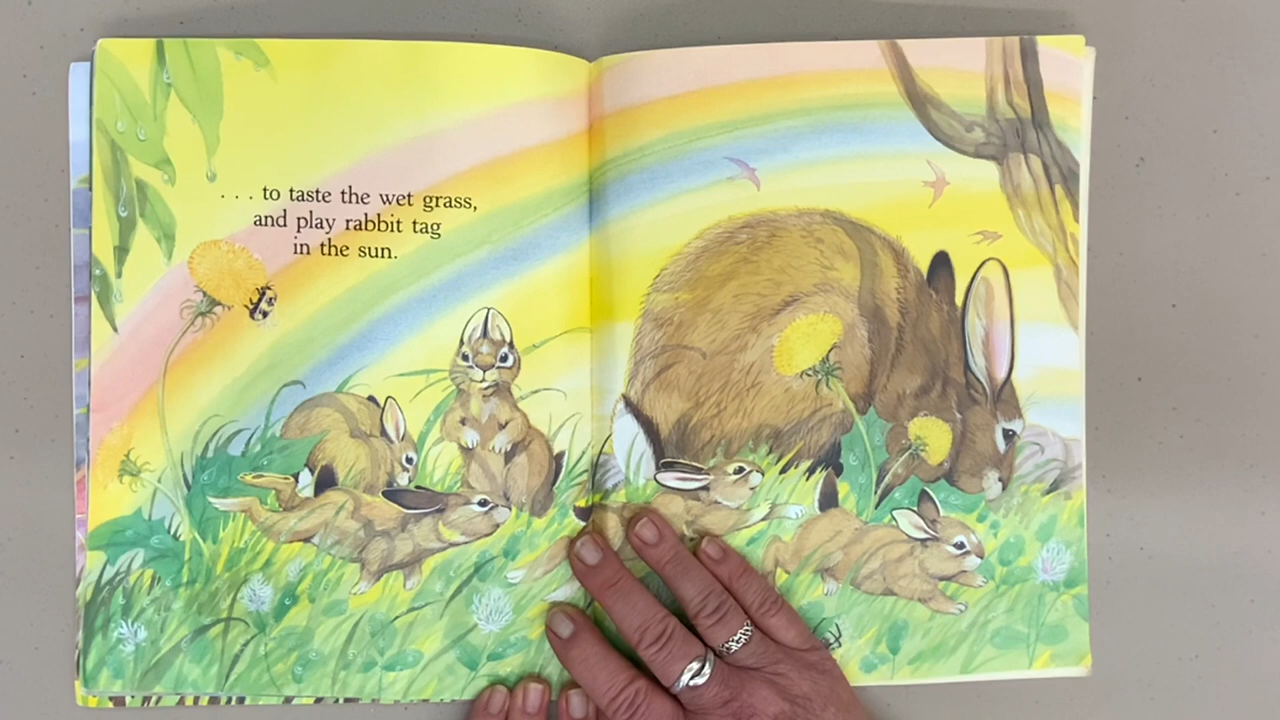 . . . to taste the wet grass,
and play rabbit tag
in the sun.